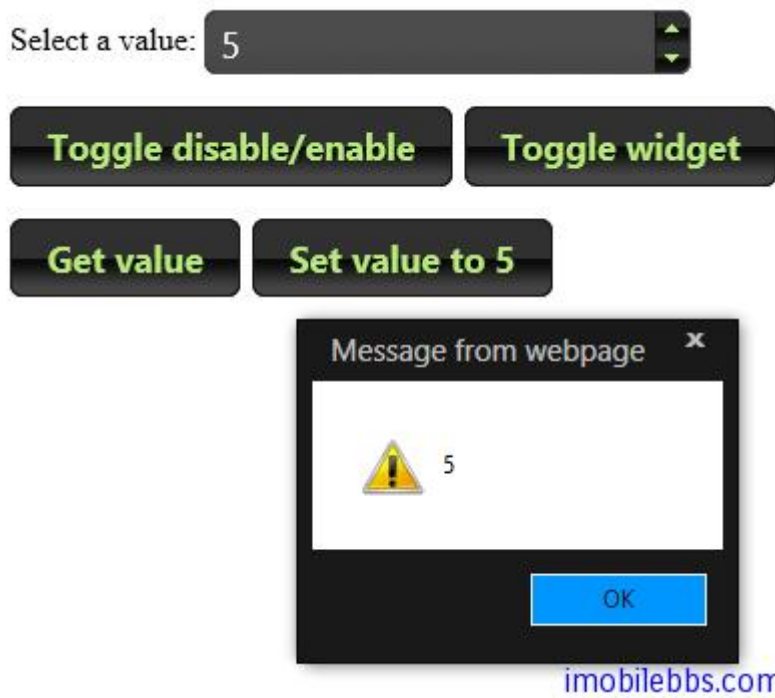 Select a value: 5
Toggle disable/enable Toggle widget
Get value Set value to 5
Message from webpage x
5
OK
imobilebbs.com